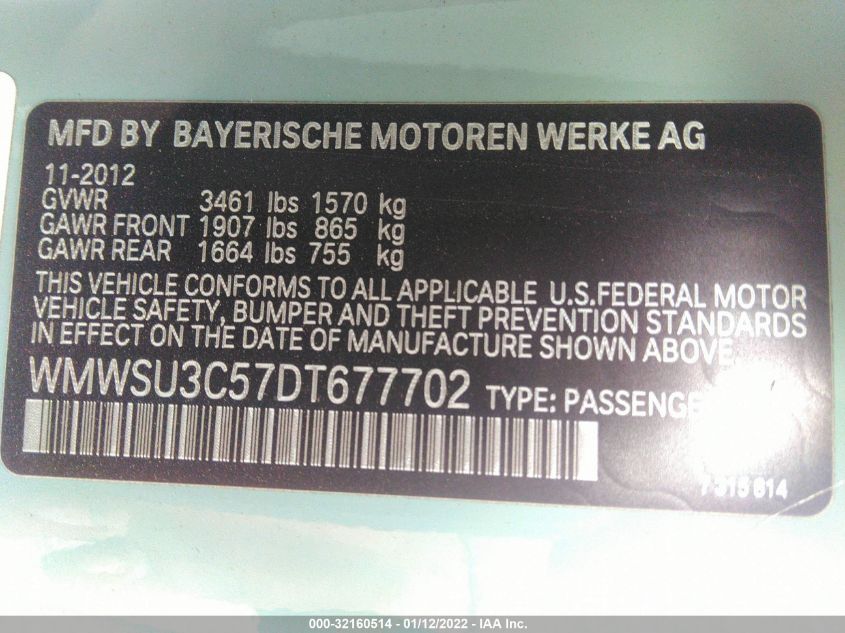 MFD BY BAYERISCHE MOTOREN WERKE AG
11-2012
GVWR 3461 lbs 1570 kg
GAWR FRONT 1907 lbs 865 kg
GAWR REAR 1664 lbs 755 kg
THIS VEHICLE CONFORMS TO ALL APPLICABLE U.S.FEDERAL MOTOR
VEHICLE SAFETY, BUMPER AND THEFT PREVENTION STANDARDS
IN EFFECT ON THE DATE OF MANUFACTURE SHOWN ABOVE.
WMWSU3C57DT677702 TYPE: PASSENGE
000-32160514 - 01/12/2022 - IAA Inc.